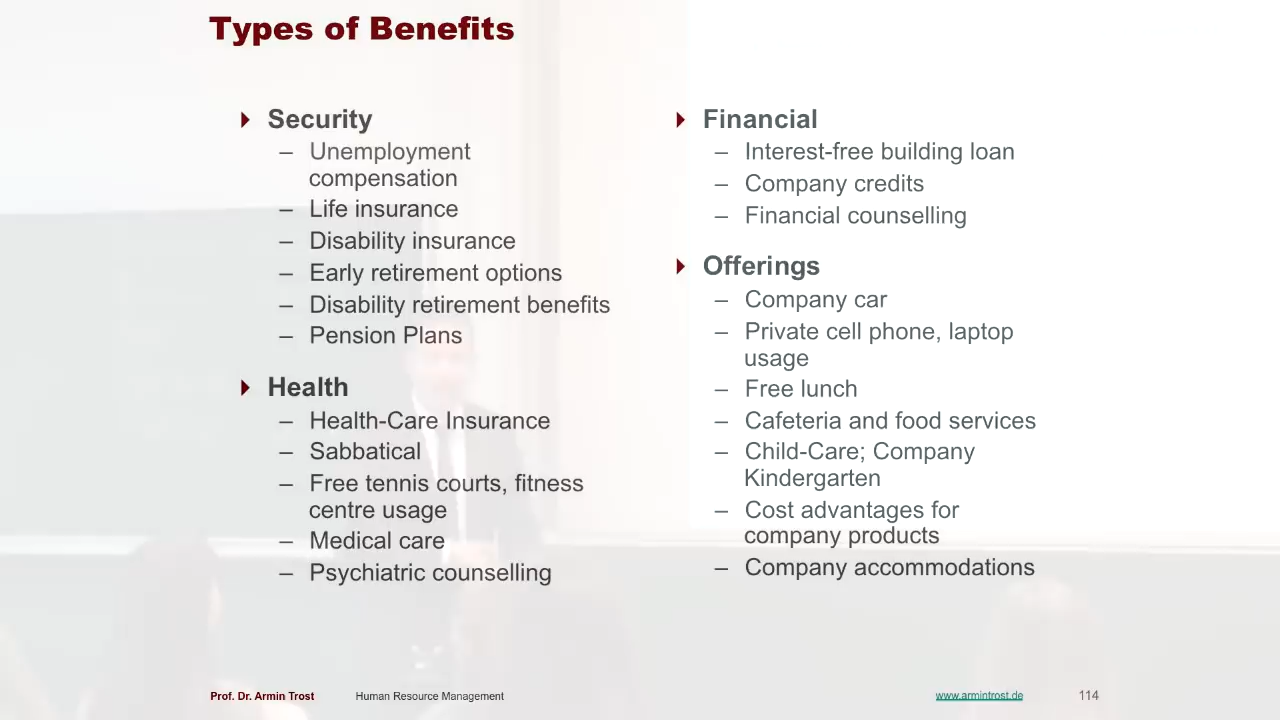 Types of Benefits
Security
– Unemployment
compensation
– Life insurance
– Disability insurance
– Early retirement options
– Disability retirement benefits
– Pension Plans
Health
– Health-Care Insurance
– Sabbatical
– Free tennis courts, fitness
centre usage
– Medical care
– Psychiatric counselling
Financial
– Interest-free building loan
– Company credits
– Financial counselling
Offerings
– Company car
– Private cell phone, laptop
usage
– Free lunch
– Cafeteria and food services
– Child-Care; Company
Kindergarten
– Cost advantages for
company products
– Company accommodations
Prof. Dr. Armin Trost Human Resource Management www.armintrost.de 114